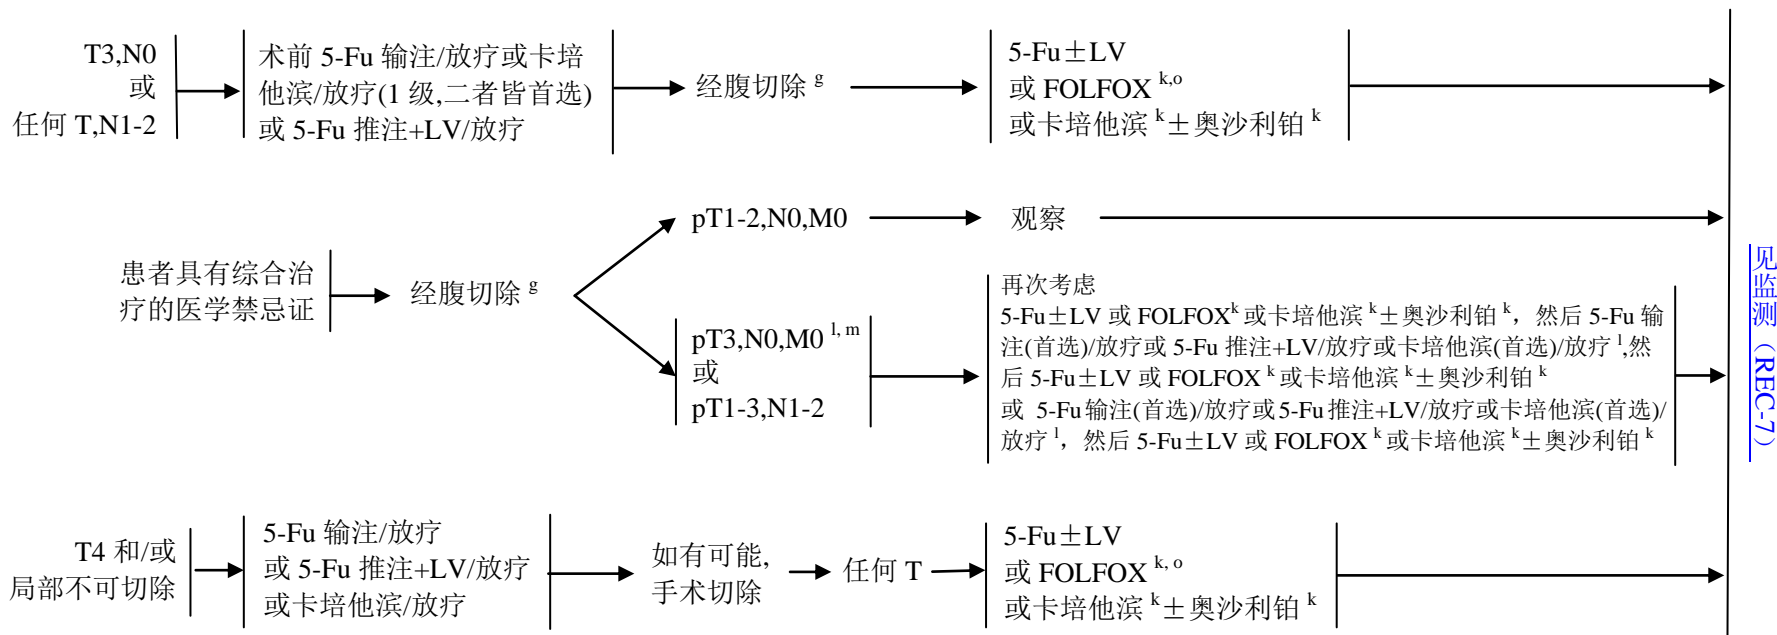 T3,N0
或
任何 T,N1-2
术前 5-Fu 输注/放疗或卡培
他滨/放疗(1 级,二者皆首选)
或 5-Fu 推注+LV/放疗
经腹切除 g
5-Fu±LV
或 FOLFOX k,o
或卡培他滨 k±奥沙利铂 k
患者具有综合治
疗的医学禁忌证
经腹切除 g
pT1-2,N0,M0
观察
pT3,N0,M0 l, m
或
pT1-3,N1-2
再次考虑
5-Fu±LV 或 FOLFOX k 或卡培他滨 k±奥沙利铂 k，然后 5-Fu 输
注(首选)/放疗或 5-Fu 推注+LV/放疗或卡培他滨(首选)/放疗 l,然
后 5-Fu±LV 或 FOLFOX k 或卡培他滨 k±奥沙利铂 k
或 5-Fu 输注(首选)/放疗或 5-Fu 推注+LV/放疗或卡培他滨(首选)/
放疗 l，然后 5-Fu±LV 或 FOLFOX k 或卡培他滨 k±奥沙利铂 k
T4 和/或
局部不可切除
5-Fu 输注/放疗
或 5-Fu 推注+LV/放疗
或卡培他滨/放疗
如有可能,
手术切除
任何 T
5-Fu±LV
或 FOLFOX k, o
或卡培他滨 k±奥沙利铂 k
见监测（REC-7）